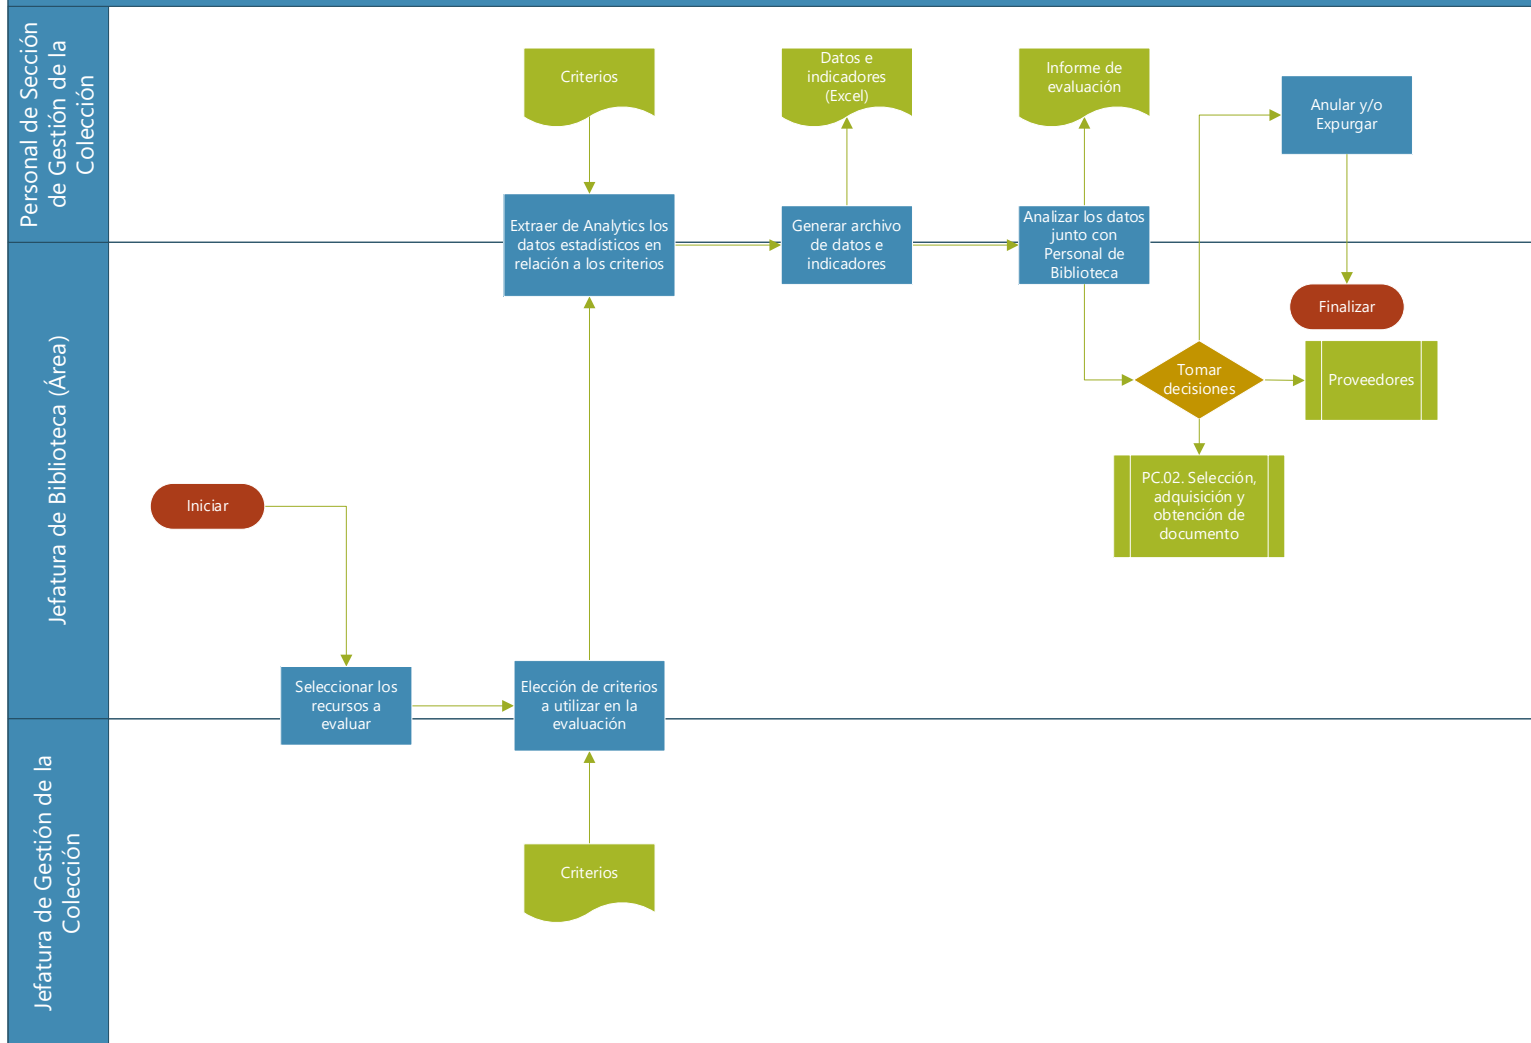 Personal de Sección
de Gestión de la
Colección
Criterios
Datos e
indicadores
(Excel)
Informe de
evaluación
Anular y/o
Expurgar
Extraer de Analytics los
datos estadísticos en
relación a los criterios
Generar archivo
de datos e
indicadores
Analizar los datos
junto con
Personal de
Biblioteca
Jefatura de Biblioteca (Área)
Finalizar
Tomar
decisiones
Proveedores
PC.02. Selección,
adquisición y
obtención de
documento
Iniciar
Seleccionar los
recursos a
evaluar
Elección de criterios
a utilizar en la
evaluación
Jefatura de Gestión de la
Colección
Criterios